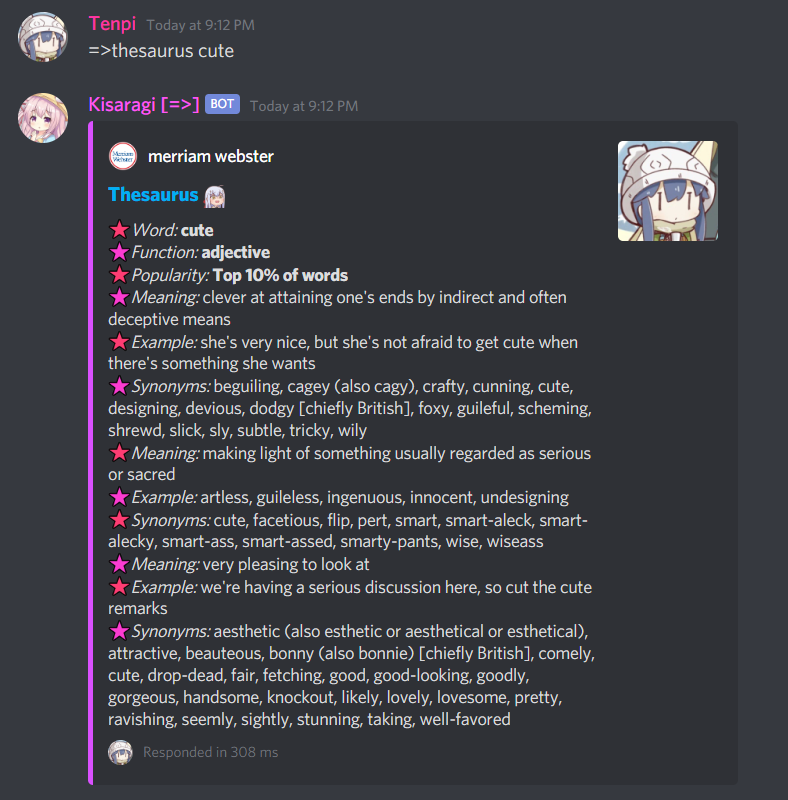 Tenpi Today at 9:12 PM
=>thesaurus cute
Kisaragi [=>] BOT Today at 9:12 PM
Merriam Webster merriam webster
Thesaurus
Word: cute
Function: adjective
Popularity: Top 10% of words
Meaning: clever at attaining one's ends by indirect and often
deceptive means
Example: she's very nice, but she's not afraid to get cute when
there's something she wants
Synonyms: beguiling, cagey (also cagy), crafty, cunning, cute,
designing, devious, dodgy [chiefly British], foxy, guileful, scheming,
shrewd, slick, sly, subtle, tricky, wily
Meaning: making light of something usually regarded as serious
or sacred
Example: artless, guileless, ingenuous, innocent, undesigning
Synonyms: cute, facetious, flip, pert, smart, smart-aleck, smart-
alecky, smart-ass, smart-assed, smarty-pants, wise, wiseass
Meaning: very pleasing to look at
Example: we're having a serious discussion here, so cut the cute
remarks
Synonyms: aesthetic (also esthetic or aesthetical or esthetical),
attractive, beauteous, bonny (also bonnie) [chiefly British], comely,
cute, drop-dead, fair, fetching, good, good-looking, goodly,
gorgeous, handsome, knockout, likely, lovely, lovesome, pretty,
ravishing, seemly, sightly, stunning, taking, well-favored
Responded in 308 ms